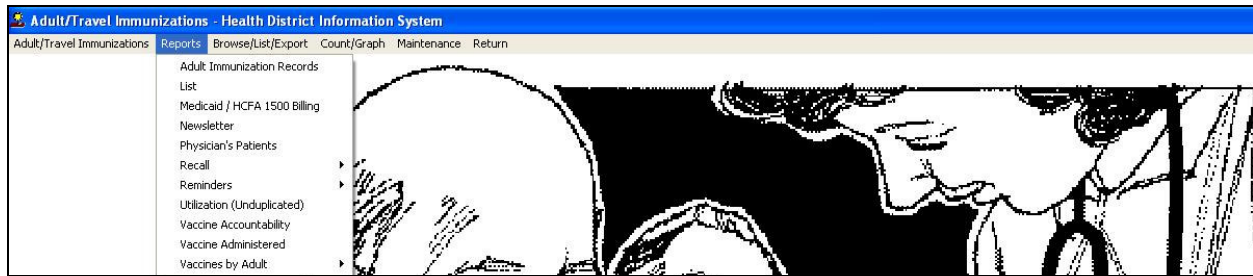 Adult/Travel Immunizations - Health District Information System
Adult/Travel Immunizations Reports Browse/List/Export Count/Graph Maintenance Return
Adult Immunization Records
List
Medicaid / HCFA 1500 Billing
Newsletter
Physician's Patients
Recall
Reminders
Utilization (Unduplicated)
Vaccine Accountability
Vaccine Administered
Vaccines by Adult